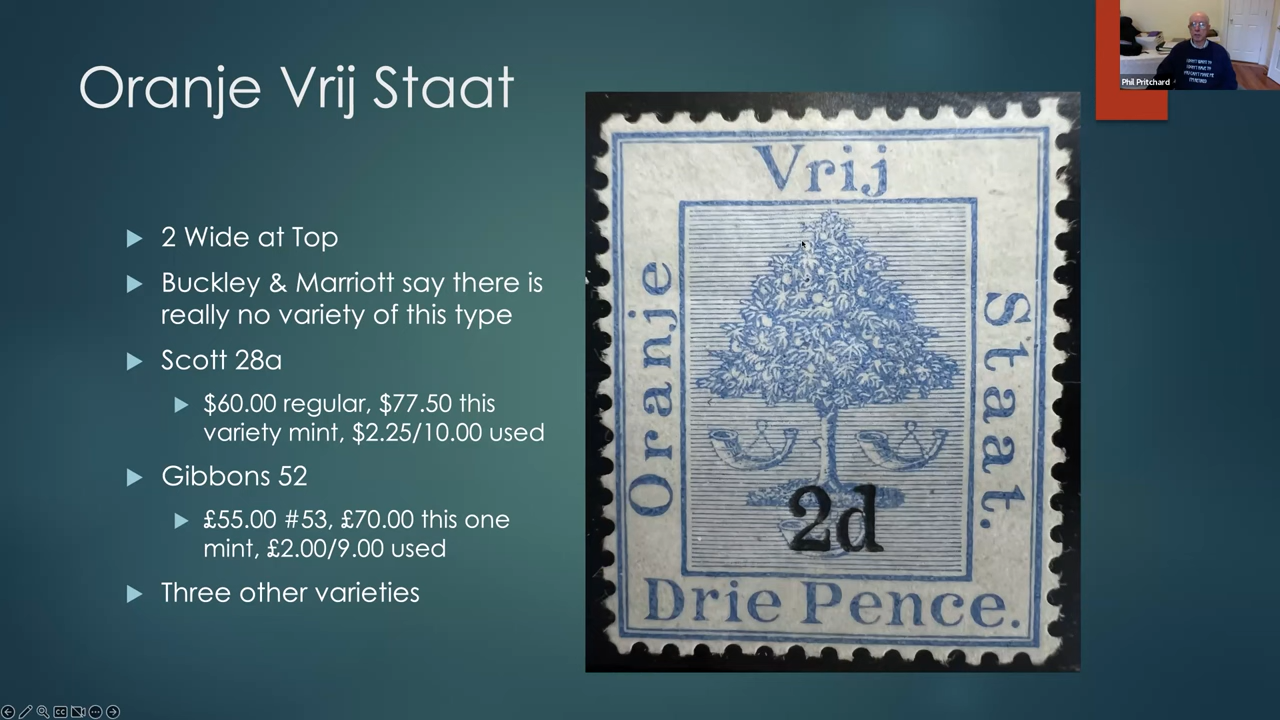 Oranje Vrij Staat
2 Wide at Top
Buckley & Marriott say there is
really no variety of this type
Scott 28a
$60.00 regular, $77.50 this
variety mint, $2.25/10.00 used
Gibbons 52
£55.00 #53, £70.00 this one
mint, £2.00/9.00 used
Three other varieties
Vrij
Oranje
Staat.
2d
Drie Pence.
Phil Pritchard
CC